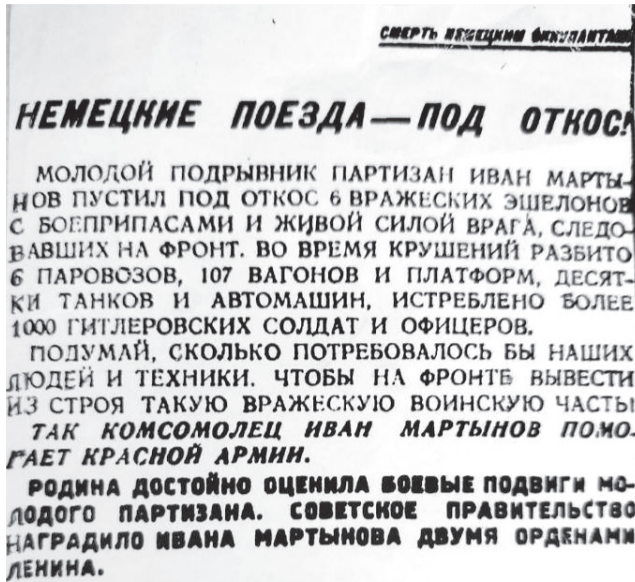 СМЕРТЬ НЕМЕЦКИМ ОККУПАНТАМ
НЕМЕЦКИЕ ПОЕЗДА — ПОД ОТКОС!
МОЛОДОЙ ПОДРЫВНИК ПАРТИЗАН ИВАН МАРТЫ-
НОВ ПУСТИЛ ПОД ОТКОС 6 ВРАЖЕСКИХ ЭШЕЛОНОВ
С БОЕПРИПАСАМИ И ЖИВОЙ СИЛОЙ ВРАГА, СЛЕДО-
ВАВШИХ НА ФРОНТ. ВО ВРЕМЯ КРУШЕНИЙ РАЗБИТО
6 ПАРОВОЗОВ, 107 ВАГОНОВ И ПЛАТФОРМ, ДЕСЯТ-
КИ ТАНКОВ И АВТОМАШИН, ИСТРЕБЛЕНО БОЛЕЕ
1000 ГИТЛЕРОВСКИХ СОЛДАТ И ОФИЦЕРОВ.
ПОДУМАЙ, СКОЛЬКО ПОТРЕБОВАЛОСЬ БЫ НАШИХ
ЛЮДЕЙ И ТЕХНИКИ. ЧТОБЫ НА ФРОНТЕ ВЫВЕСТИ
ИЗ СТРОЯ ТАКУЮ ВРАЖЕСКУЮ ВОИНСКУЮ ЧАСТЬ!
ТАК КОМСОМОЛЕЦ ИВАН МАРТЫНОВ ПОМО-
ГАЕТ КРАСНОЙ АРМИИ.
РОДИНА ДОСТОЙНО ОЦЕНИЛА БОЕВЫЕ ПОДВИГИ МО-
ЛОДОГО ПАРТИЗАНА. СОВЕТСКОЕ ПРАВИТЕЛЬСТВО
НАГРАДИЛО ИВАНА МАРТЫНОВА ДВУМЯ ОРДЕНАМИ
ЛЕНИНА.